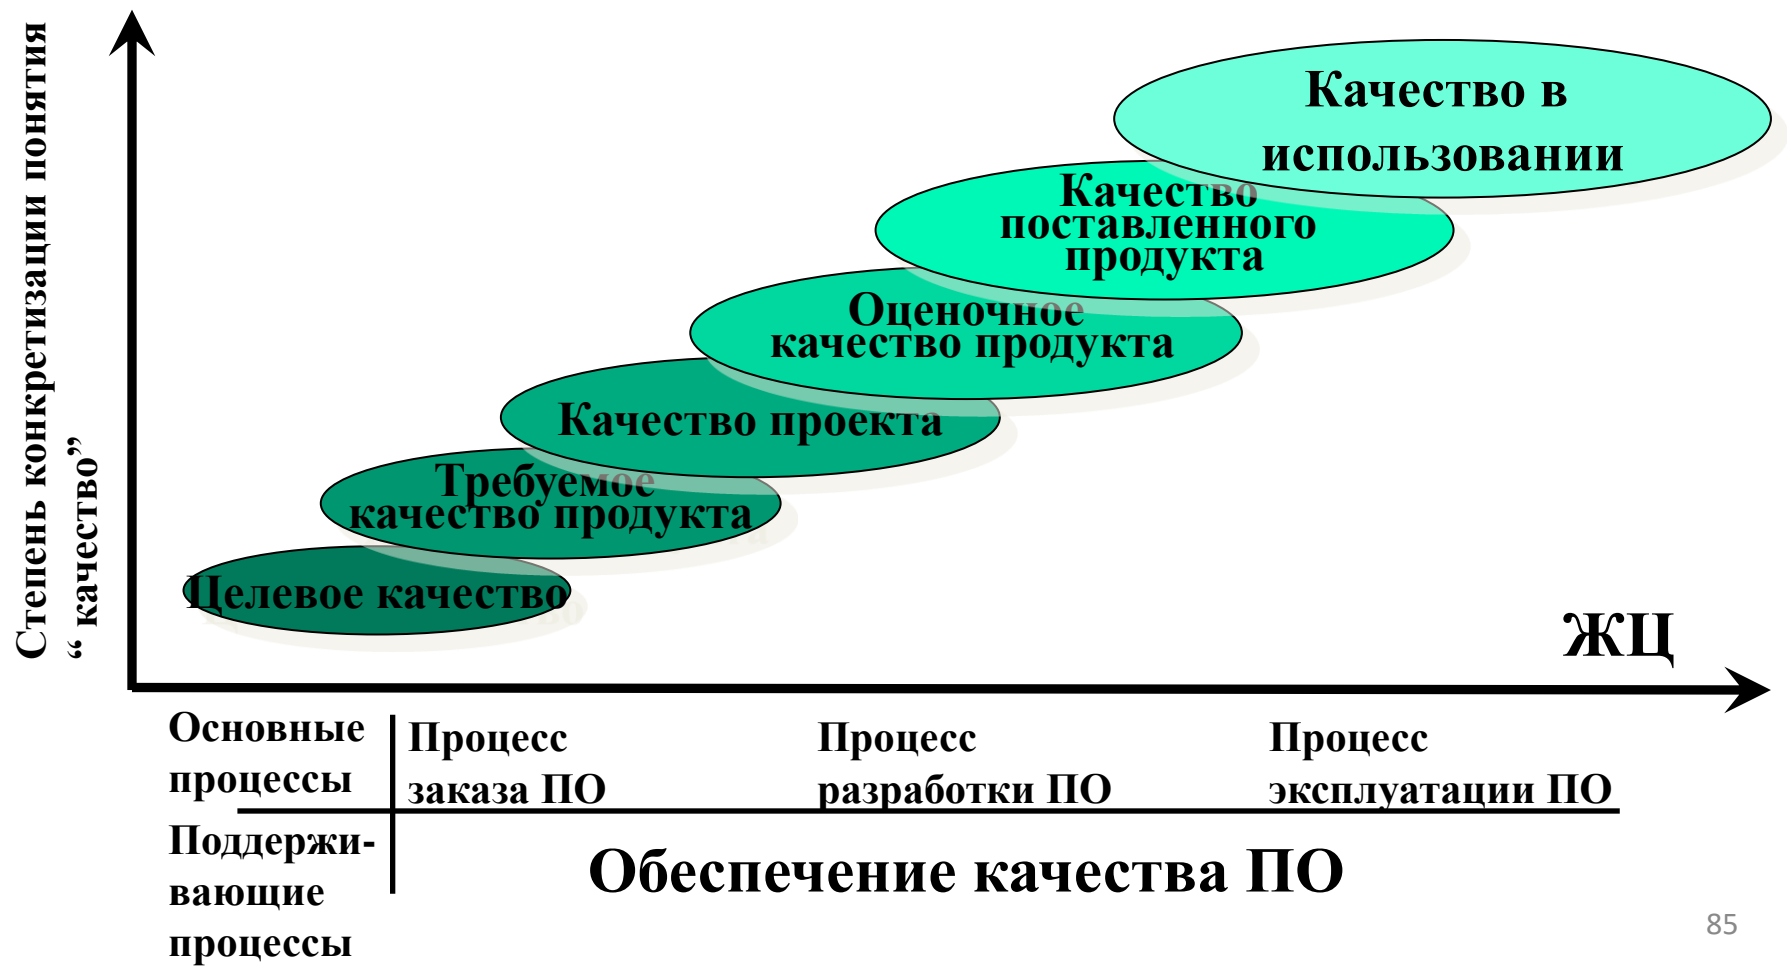 Степень конкретизации понятия
“ качество”
Качество в
использовании
Качество
поставленного
продукта
Оценочное
качество продукта
Качество проекта
Требуемое
качество продукта
Целевое качество
ЖЦ
Основные
процессы
Процесс
заказа ПО
Процесс
разработки ПО
Процесс
эксплуатации ПО
Поддержи-
вающие
процессы
Обеспечение качества ПО
85